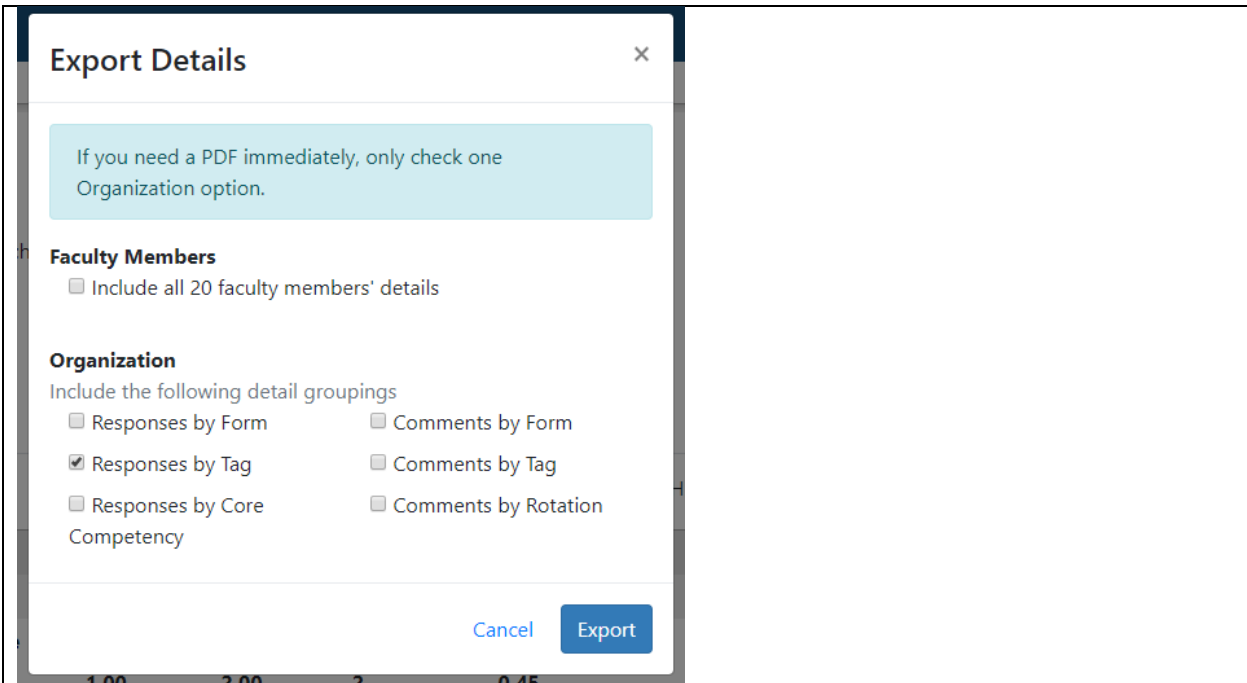 Export Details ×
If you need a PDF immediately, only check one
Organization option.
Faculty Members
Include all 20 faculty members' details
Organization
Include the following detail groupings
Responses by Form Comments by Form
Responses by Tag Comments by Tag
Responses by Core Comments by Rotation
Competency
Cancel Export